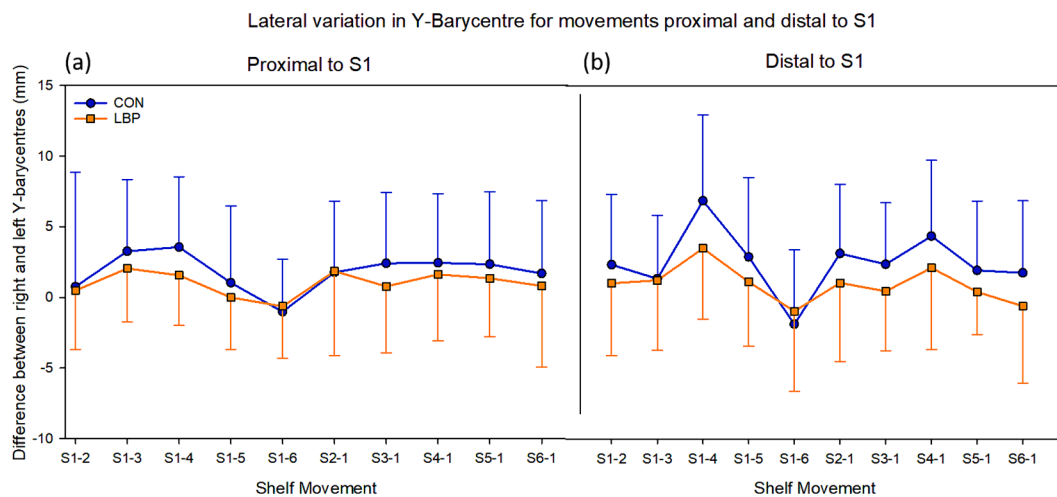 Lateral variation in Y-Barycentre for movements proximal and distal to S1
(a)
Proximal to S1
(b)
Distal to S1
Difference between right and left Y-barycentres (mm)
15
10
5
0
-5
-10
CON
LBP
S1-2 S1-3 S1-4 S1-5 S1-6 S2-1 S3-1 S4-1 S5-1 S6-1
S1-2 S1-3 S1-4 S1-5 S1-6 S2-1 S3-1 S4-1 S5-1 S6-1
Shelf Movement
Shelf Movement